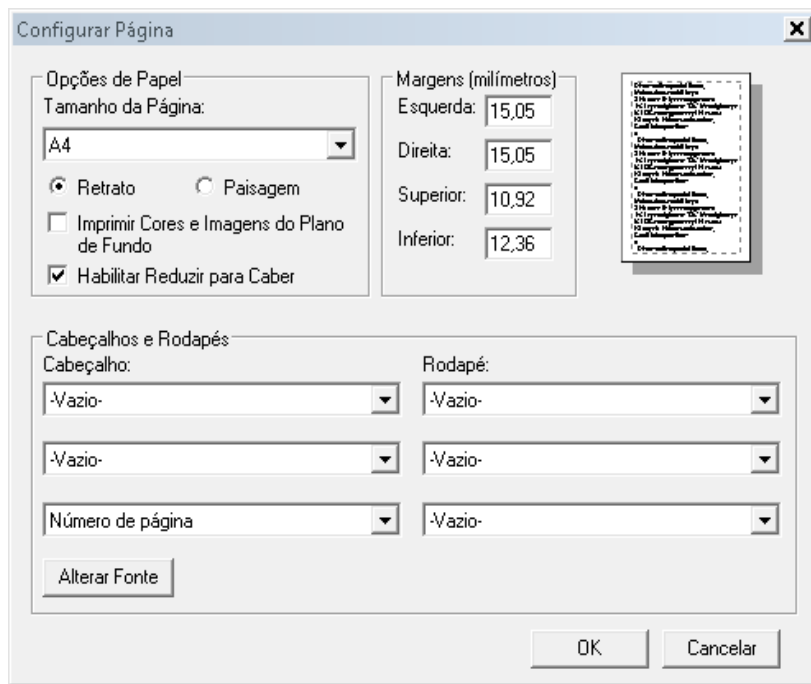 Configurar Página
Opções de Papel
Tamanho da Página:
A4
Retrato
Paisagem
Imprimir Cores e Imagens do Plano
de Fundo
Habilitar Reduzir para Caber
Margens (milímetros)
Esquerda: 15,05
Direita: 15,05
Superior: 10,92
Inferior: 12,36
Cabeçalhos e Rodapés
Cabeçalho:
Rodapé:
-Vazio-
-Vazio-
-Vazio-
-Vazio-
Número de página
-Vazio-
Alterar Fonte
OK
Cancelar